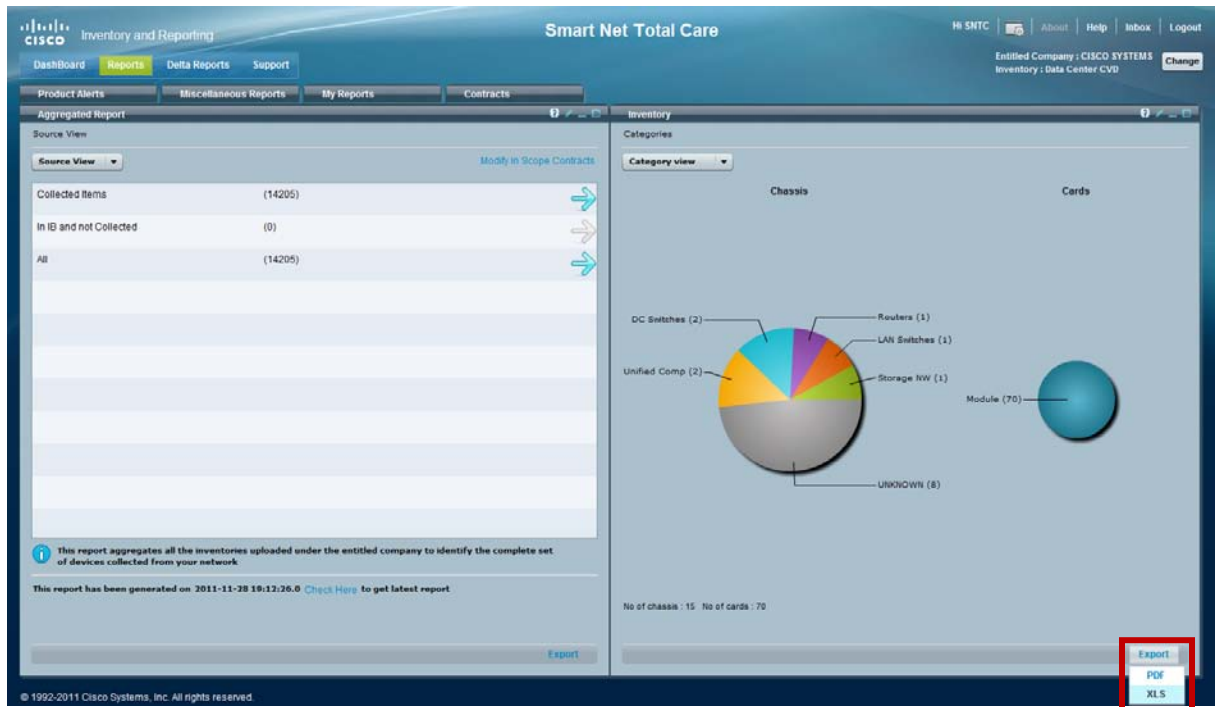 CISCO Inventory and Reporting
Smart Net Total Care
Hi SNTC About Help Inbox Logout
Entitled Company : CISCO SYSTEMS
Inventory : Data Center CVD
Change
DashBoard Reports Delta Reports Support
Product Alerts Miscellaneous Reports My Reports Contracts
Aggregated Report
Source View
Source View
Modify In Scope Contracts
Collected Items (14205)
In IB and not Collected (0)
All (14205)
This report aggregates all the inventories uploaded under the entitled company to identify the complete set
of devices collected from your network
This report has been generated on 2011-11-28 19:12:26.0 Check Here to get latest report
Export
Inventory
Categories
Category view
Chassis
Cards
DC Switches (2)
Routers (1)
LAN Switches (1)
Unified Comp (2)
Storage NW (1)
Module (70)
UNKNOWN (8)
No of chassis : 15 No of cards : 70
Export
PDF
XLS
© 1992-2011 Cisco Systems, Inc. All rights reserved.